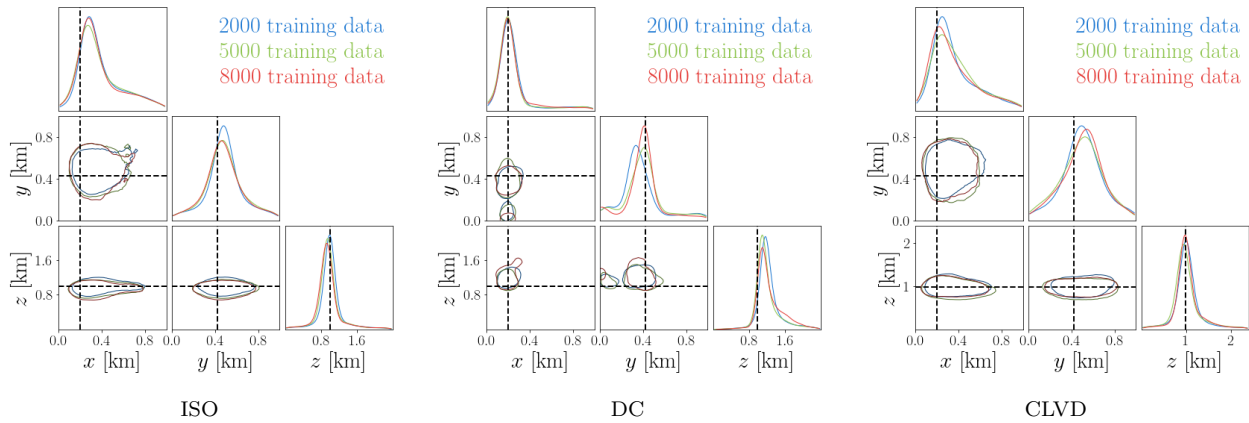 2000 training data
5000 training data
8000 training data
y [km]
0.8
0.4
0.0
z [km]
1.6
0.8
0.0 0.4 0.8
0.0 0.4 0.8
0.8 1.6
x [km]
y [km]
z [km]
ISO
2000 training data
5000 training data
8000 training data
y [km]
0.8
0.4
0.0
z [km]
1.6
0.8
0.0 0.4 0.8
0.0 0.4 0.8
0.8 1.6
x [km]
y [km]
z [km]
DC
2000 training data
5000 training data
8000 training data
y [km]
0.8
0.4
0.0
z [km]
2
1
0.0 0.4 0.8
0.0 0.4 0.8
1 2
x [km]
y [km]
z [km]
CLVD